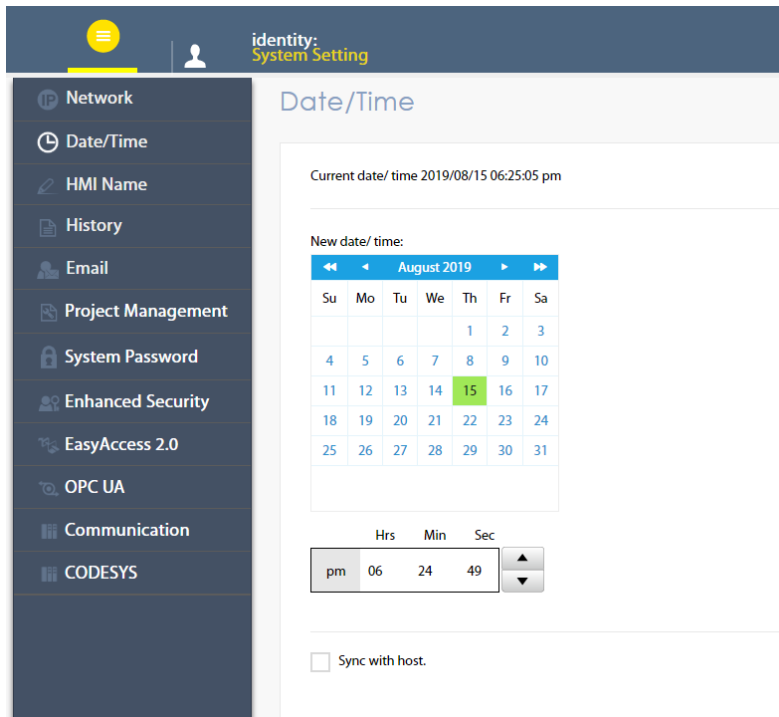 identity:
System Setting
Network
Date/Time
HMI Name
History
Email
Project Management
System Password
Enhanced Security
EasyAccess 2.0
OPC UA
Communication
CODESYS
Date/Time
Current date/ time 2019/08/15 06:25:05 pm
New date/ time:
August 2019
Su Mo Tu We Th Fr Sa
1 2 3
4 5 6 7 8 9 10
11 12 13 14 15 16 17
18 19 20 21 22 23 24
25 26 27 28 29 30 31
Hrs Min Sec
pm 06 24 49
Sync with host.